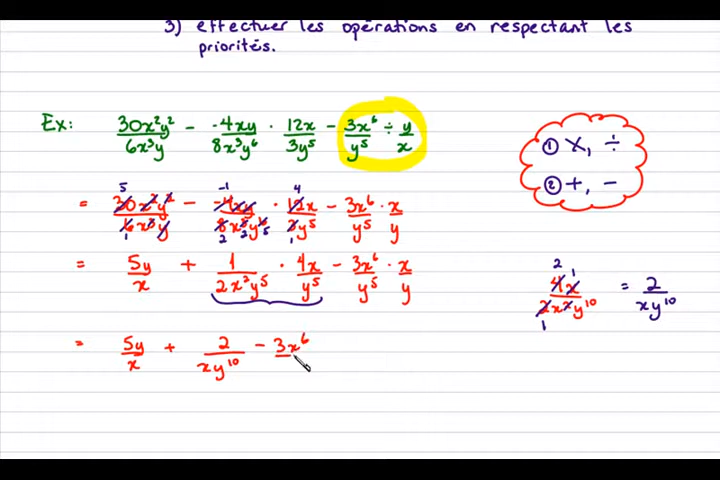 3) effectuer les opérations en respectant les
priorités.
Ex: 30x²y²/6x³y − -4xy/8x³y⁶ · 12x/3y⁵ − 3x⁶/y⁵ ÷ y/x
① X, ÷
② +, −
= 30x²y²/6x³y − -4xy/8x³y⁶ · 12x/3y⁵ − 3x⁶/y⁵ · x/y
= 5y/x + 1/2x²y⁵ · 4x/y⁵ − 3x⁶/y⁵ · x/y
4x/2x²y¹⁰ = 2/xy¹⁰
= 5y/x + 2/xy¹⁰ − 3x⁶